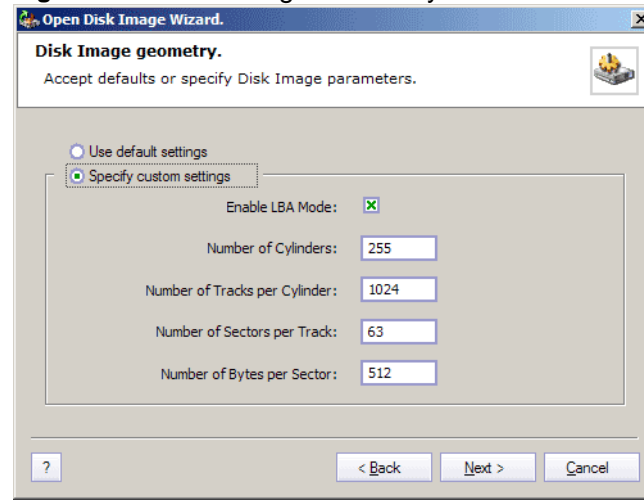 Open Disk Image Wizard.
Disk Image geometry.
Accept defaults or specify Disk Image parameters.
Use default settings
Specify custom settings
Enable LBA Mode:
Number of Cylinders: 255
Number of Tracks per Cylinder: 1024
Number of Sectors per Track: 63
Number of Bytes per Sector: 512
? < Back Next > Cancel